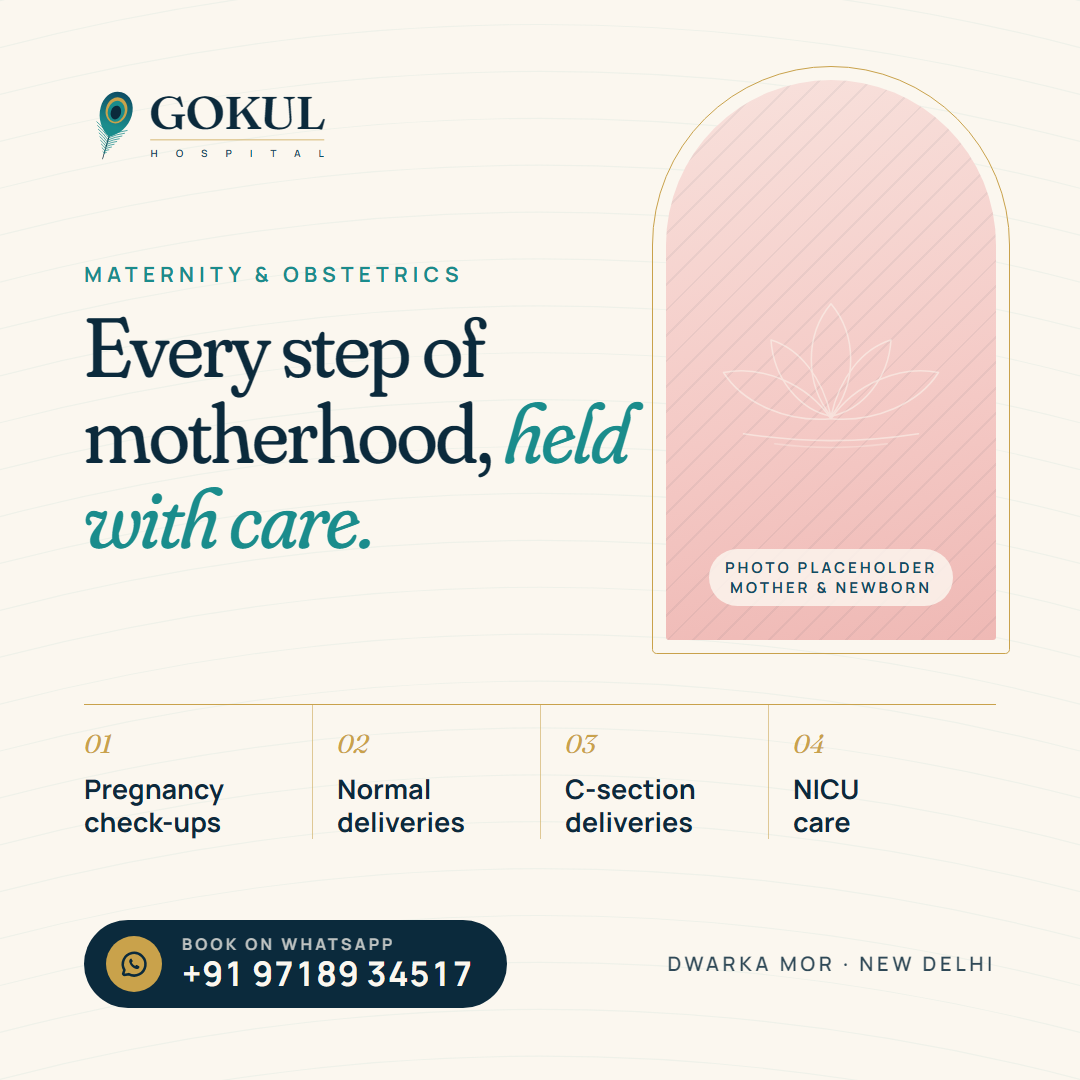 GOKUL
HOSPITAL
MATERNITY & OBSTETRICS
Every step of
motherhood, held
with care.
PHOTO PLACEHOLDER
MOTHER & NEWBORN
01
Pregnancy
check-ups
02
Normal
deliveries
03
C-section
deliveries
04
NICU
care
BOOK ON WHATSAPP
+91 97189 34517
DWARKA MOR · NEW DELHI